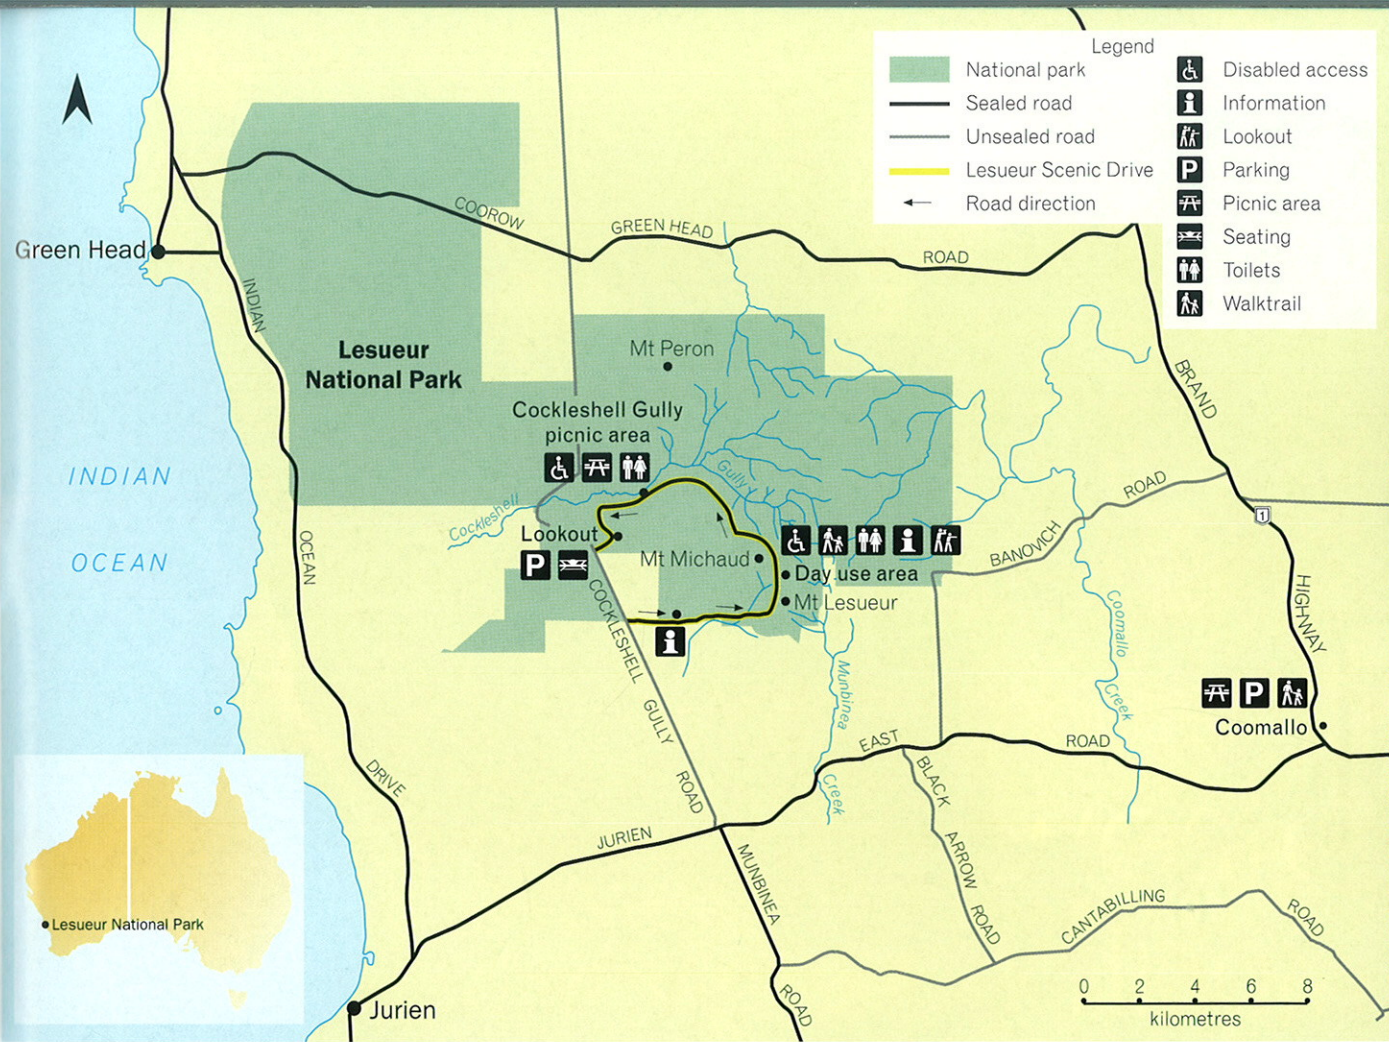 Legend
National park
Sealed road
Unsealed road
Lesueur Scenic Drive
Road direction
Disabled access
Information
Lookout
Parking
Picnic area
Seating
Toilets
Walktrail
COOROW
GREEN HEAD
ROAD
Green Head
INDIAN
OCEAN
DRIVE
Lesueur
National Park
Mt Peron
Cockleshell Gully
picnic area
Cockleshell
Gully
Lookout
P
Mt Michaud
Day use area
Mt Lesueur
i
i
BRAND
HIGHWAY
1
BANOVICH
ROAD
INDIAN
OCEAN
COCKLESHELL
GULLY
ROAD
Munbinea
Creek
Coomallo
Creek
P
Coomallo
EAST
ROAD
JURIEN
BLACK
ARROW
ROAD
MUNBINEA
ROAD
CANTABILLING
ROAD
Lesueur National Park
Jurien
0 2 4 6 8
kilometres